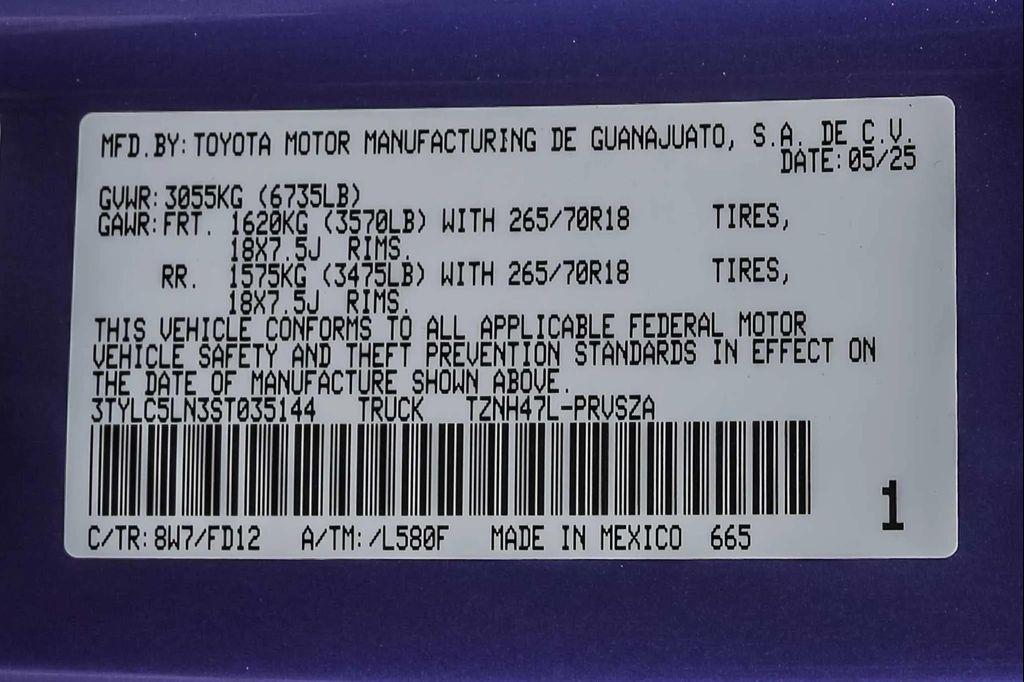 MFD.BY: TOYOTA MOTOR MANUFACTURING DE GUANAJUATO, S.A. DE C.V.
DATE: 05/25
GVWR: 3055KG (6735LB)
GAWR: FRT. 1620KG (3570LB) WITH 265/70R18 TIRES,
18X7.5J RIMS.
RR. 1575KG (3475LB) WITH 265/70R18 TIRES,
18X7.5J RIMS.
THIS VEHICLE CONFORMS TO ALL APPLICABLE FEDERAL MOTOR
VEHICLE SAFETY AND THEFT PREVENTION STANDARDS IN EFFECT ON
THE DATE OF MANUFACTURE SHOWN ABOVE.
3TYLC5LN3ST035144 TRUCK TZNH47L-PRVSZA
1
C/TR: 8W7/FD12 A/TM: /L580F MADE IN MEXICO 665